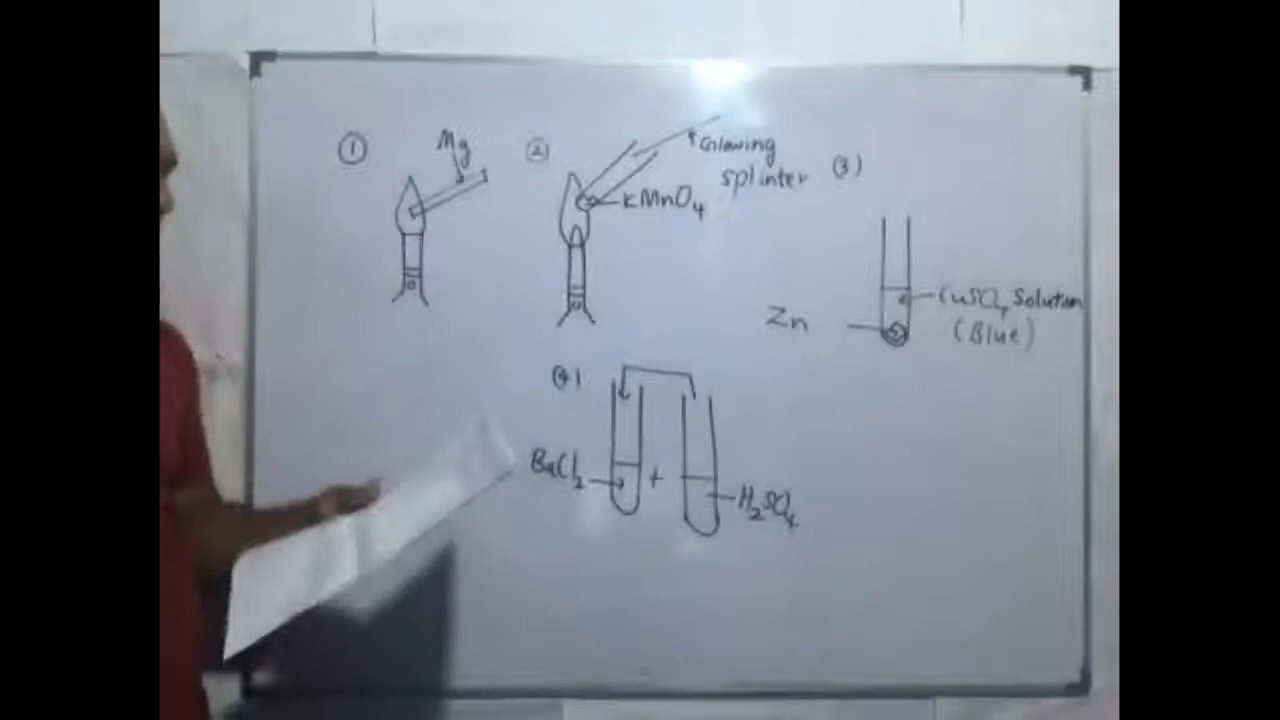 ① Mg
② Glowing
splinter
KMnO₄
(3)
CuSO₄ Solution
(Blue)
Zn
(4)
BaCl₂ + H₂SO₄